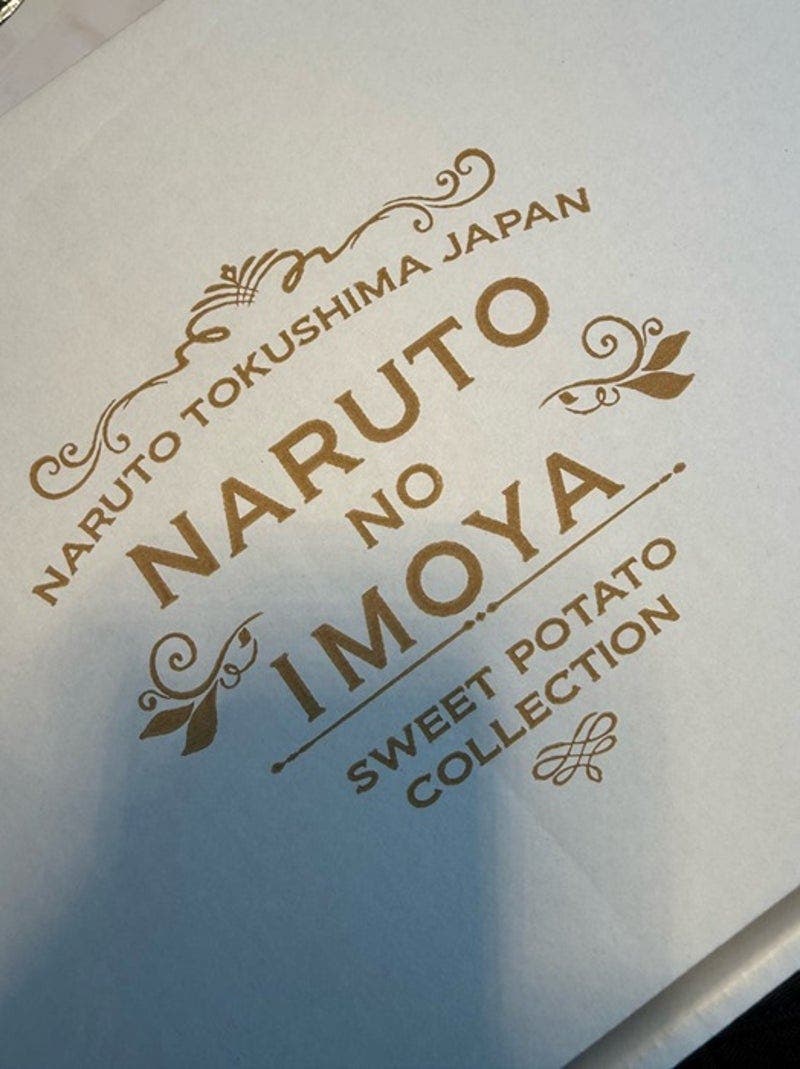 NARUTO TOKUSHIMA JAPAN
NARUTO
NO
IMOYA
SWEET POTATO
COLLECTION